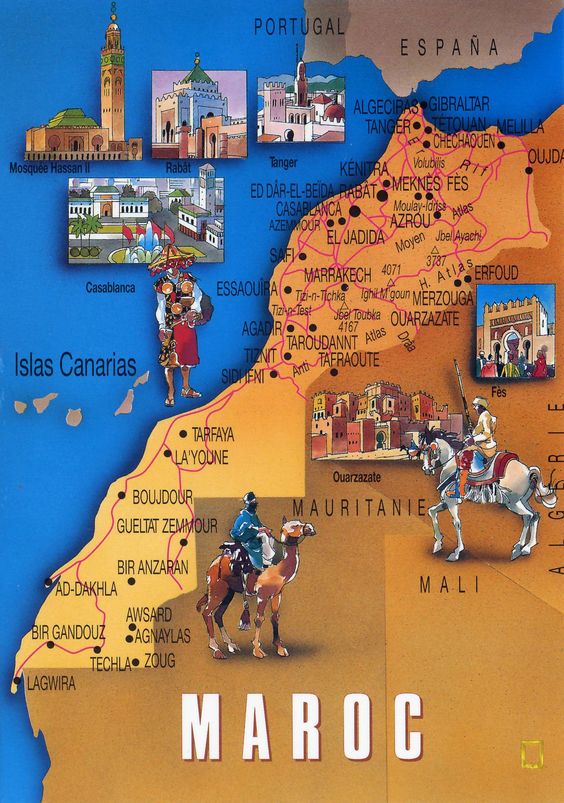 PORTUGAL
ESPAÑA
ALGECIRAS
GIBRALTAR
TANGER
TÉTOUAN
MELILLA
CHECHAOUEN
OUJDA
Volubilis
Rif
Mosquée Hassan II
Rabât
Tanger
KÉNITRA
MEKNÈS
FÈS
ED DÂR-EL-BEÏDA
RABAT
CASABLANCA
Moulay-Idriss
AZEMMOUR
AZROU
Atlas
EL JADIDA
Moyen
Jbel Ayachi
3737
SAFI
MARRAKECH
4071
H. Atlas
ERFOUD
Casablanca
ESSAOUÎRA
Tizi-n-Tichka
Ighil M'goun
MERZOUGA
Tizi-n-Test
Jbel Toubka
OUARZAZATE
4167
AGADIR
TAROUDANNT
Atlas
Drâa
TIZNIT
Anti
TAFRAOUTE
SIDI IFNI
Islas Canarias
Fès
TARFAYA
LA'YOUNE
Ouarzazate
BOUJDOUR
MAURITANIE
ALGÉRIE
GUELTAT ZEMMOUR
BIR ANZARAN
MALI
AD-DAKHLA
AWSARD
BIR GANDOUZ
AGNAYLAS
TECHLA
ZOUG
LAGWIRA
MAROC